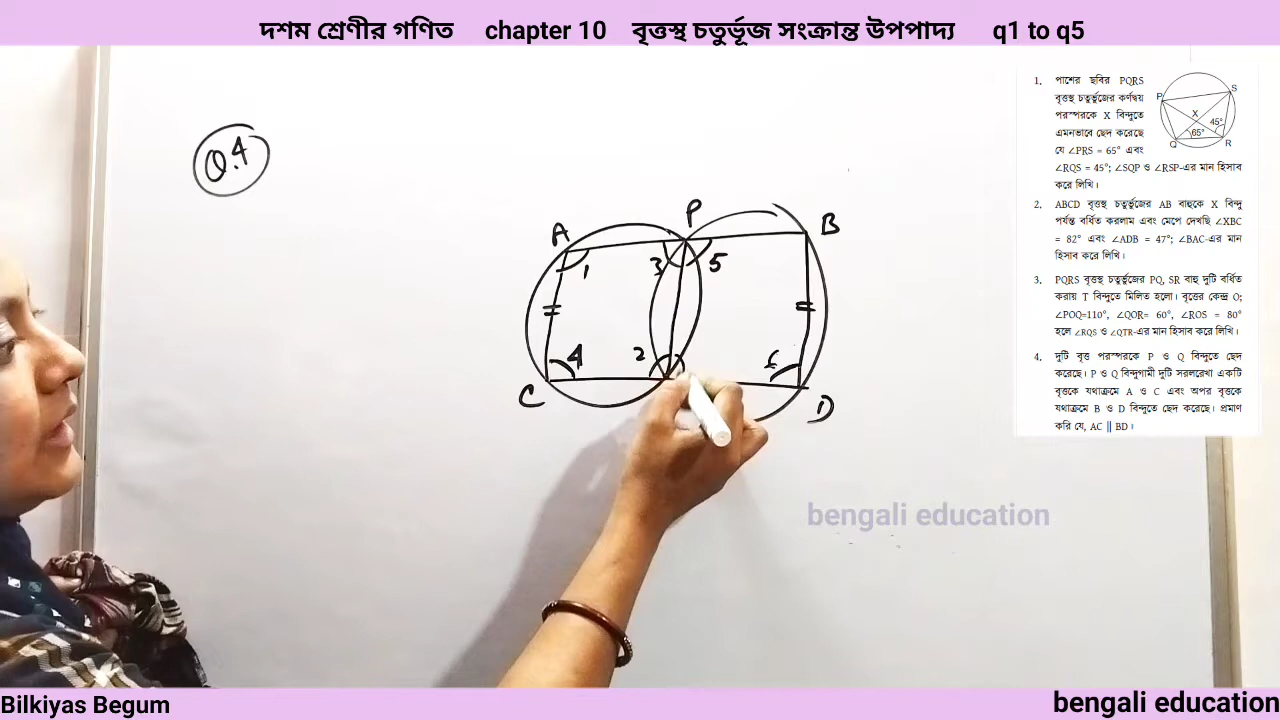 দশম শ্রেণীর গণিত chapter 10 বৃত্তস্থ চতুর্ভূজ সংক্রান্ত উপপাদ্য q1 to q5
Q.4
A P B
1 3 5
4 2 6
C D
1. পাশের ছবির PQRS
বৃত্তস্থ চতুর্ভুজের কর্ণদ্বয়
পরস্পরকে X বিন্দুতে
এমনভাবে ছেদ করেছে
যে ∠PRS = 65° এবং
∠RQS = 45°; ∠SQP ও ∠RSP-এর মান হিসাব
করে লিখি।
P S
X 45°
65°
Q R
2. ABCD বৃত্তস্থ চতুর্ভুজের AB বাহুকে X বিন্দু
পর্যন্ত বর্ধিত করলাম এবং মেপে দেখছি ∠XBC
= 82° এবং ∠ADB = 47°; ∠BAC-এর মান
হিসাব করে লিখি।
3. PQRS বৃত্তস্থ চতুর্ভুজের PQ, SR বাহু দুটি বর্ধিত
করায় T বিন্দুতে মিলিত হলো। বৃত্তের কেন্দ্র O;
∠POQ=110°, ∠QOR= 60°, ∠ROS = 80°
হলে ∠RQS ও ∠QTR-এর মান হিসাব করে লিখি।
4. দুটি বৃত্ত পরস্পরকে P ও Q বিন্দুতে ছেদ
করেছে। P ও Q বিন্দুগামী দুটি সরলরেখা একটি
বৃত্তকে যথাক্রমে A ও C এবং অপর বৃত্তকে
যথাক্রমে B ও D বিন্দুতে ছেদ করেছে। প্রমাণ
করি যে, AC || BD।
bengali education
Bilkiyas Begum
bengali education